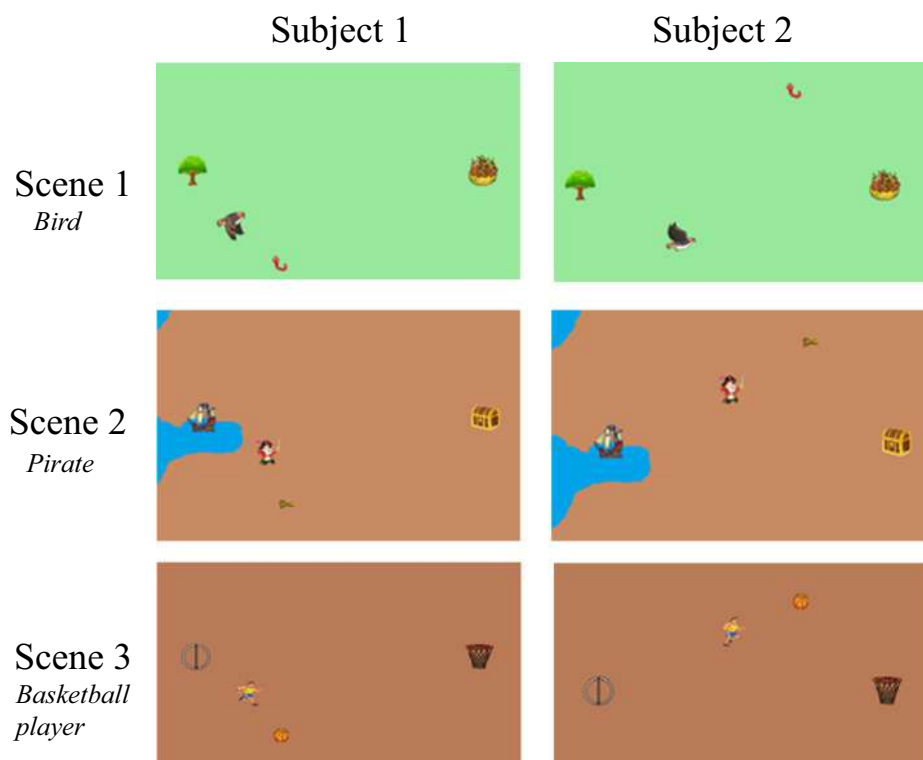 Subject 1
Subject 2
Scene 1
Bird
Scene 2
Pirate
Scene 3
Basketball
player